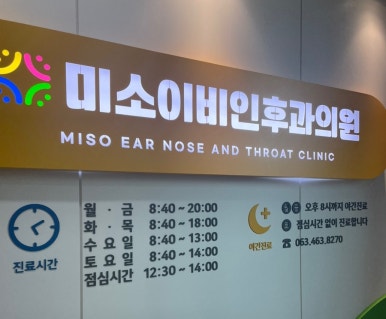 미소이비인후과의원
MISO EAR NOSE AND THROAT CLINIC
진료시간
월 · 금 8:40 ~ 20:00
화 · 목 8:40 ~ 18:00
수 요 일 8:40 ~ 13:00
토 요 일 8:40 ~ 14:00
점심시간 12:30 ~ 14:00
야간진료
월 금 오후 8시까지 야간진료
토 점심시간 없이 진료합니다
☎ 063.463.8270